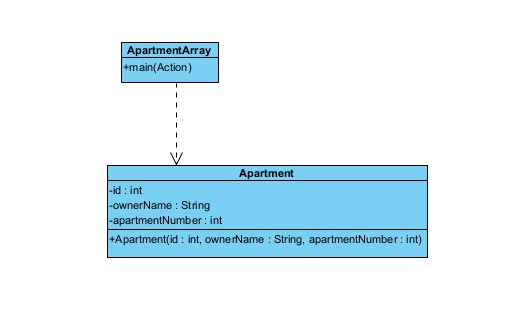 ApartmentArray
+main(Action)
Apartment
-id : int
-ownerName : String
-apartmentNumber : int
+Apartment(id : int, ownerName : String, apartmentNumber : int)